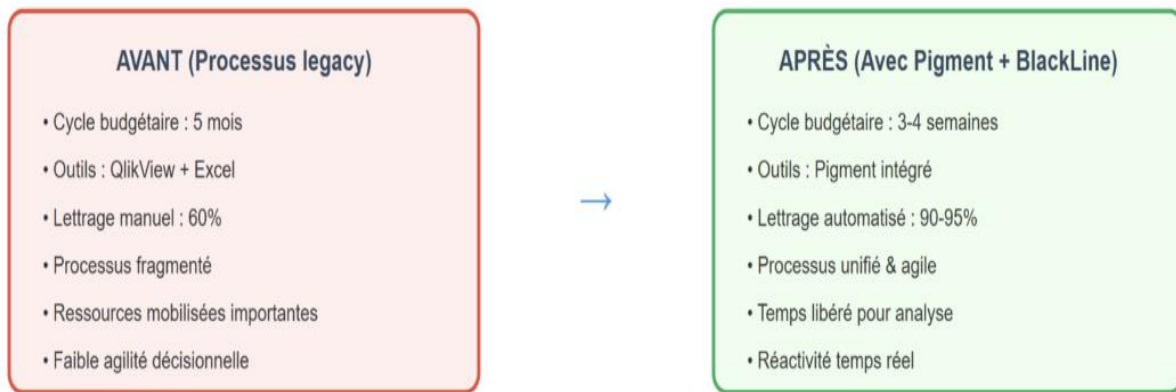 AVANT (Processus legacy)
• Cycle budgétaire : 5 mois
• Outils : QlikView + Excel
• Lettrage manuel : 60%
• Processus fragmenté
• Ressources mobilisées importantes
• Faible agilité décisionnelle
→
APRÈS (Avec Pigment + BlackLine)
• Cycle budgétaire : 3-4 semaines
• Outils : Pigment intégré
• Lettrage automatisé : 90-95%
• Processus unifié & agile
• Temps libéré pour analyse
• Réactivité temps réel